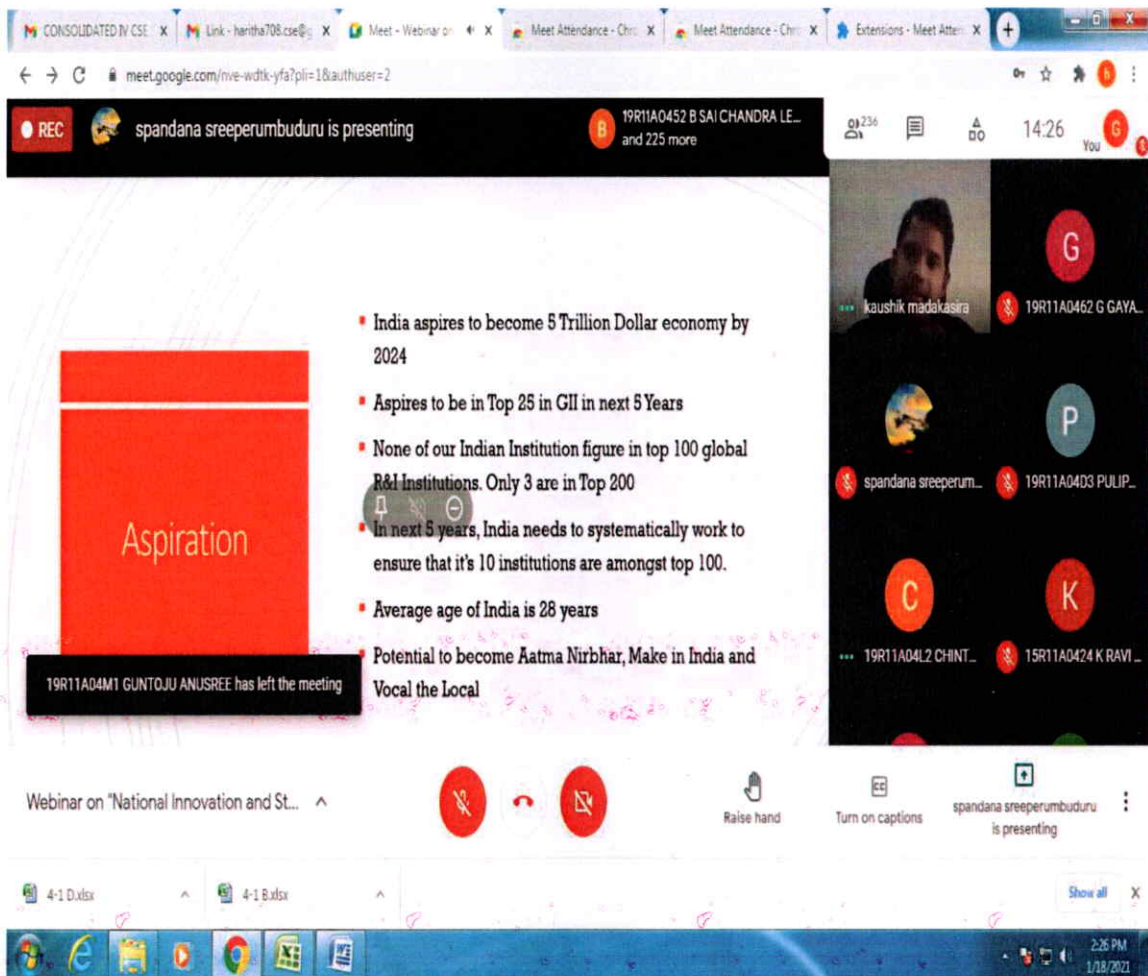 CONSOLIDATED IV CSE
Link - haritha708.cse@g
Meet - Webinar on
Meet Attendance - Chro
Meet Attendance - Chro
Extensions - Meet Atten
meet.google.com/nve-wdtk-yfa?pli=1&authuser=2
REC
spandana sreeperumbuduru is presenting
B
19R11A0452 B SAI CHANDRA LE...
and 225 more
236
14:26
You
G
kaushik madakasira
G
19R11A0462 G GAYA...
spandana sreeperum...
P
19R11A04D3 PULIP...
C
19R11A04L2 CHINT...
K
15R11A0424 K RAVI ...
Aspiration
India aspires to become 5 Trillion Dollar economy by
2024
Aspires to be in Top 25 in GII in next 5 Years
None of our Indian Institution figure in top 100 global
R&I Institutions. Only 3 are in Top 200
In next 5 years, India needs to systematically work to
ensure that it's 10 institutions are amongst top 100.
Average age of India is 28 years
Potential to become Aatma Nirbhar, Make in India and
Vocal the Local
19R11A04M1 GUNTOJU ANUSREE has left the meeting
Webinar on "National Innovation and St...
Raise hand
Turn on captions
spandana sreeperumbuduru
is presenting
4-1 D.xlsx
4-1 B.xlsx
Show all
2:26 PM
1/18/2021